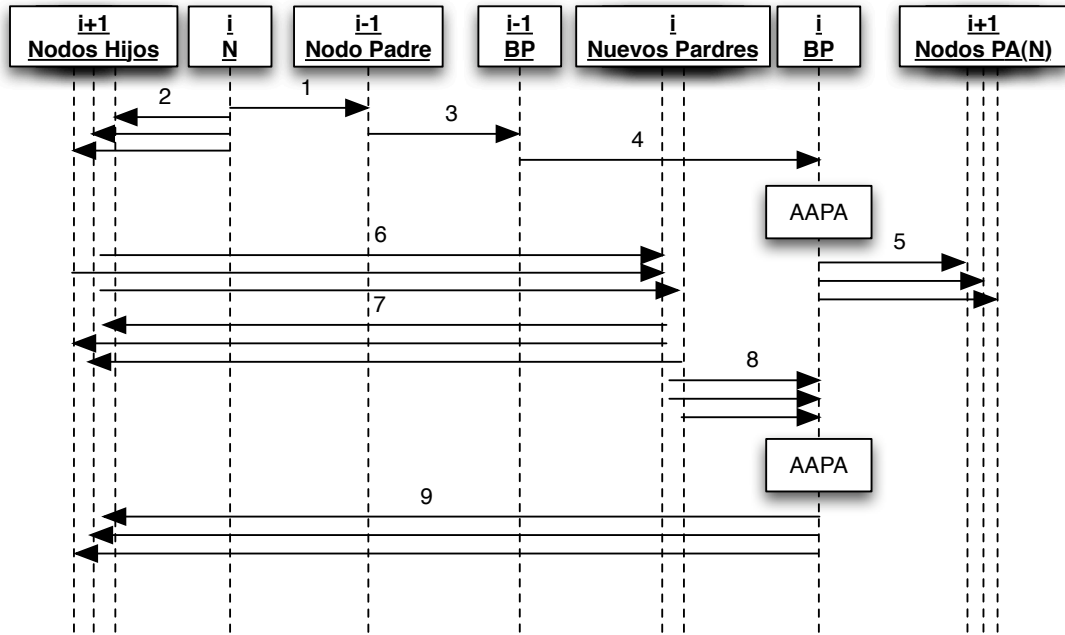 i+1
Nodos Hijos
i
N
i-1
Nodo Padre
i-1
BP
i
Nuevos Pardres
i
BP
i+1
Nodos PA(N)
1
2
3
4
AAPA
5
6
7
8
AAPA
9